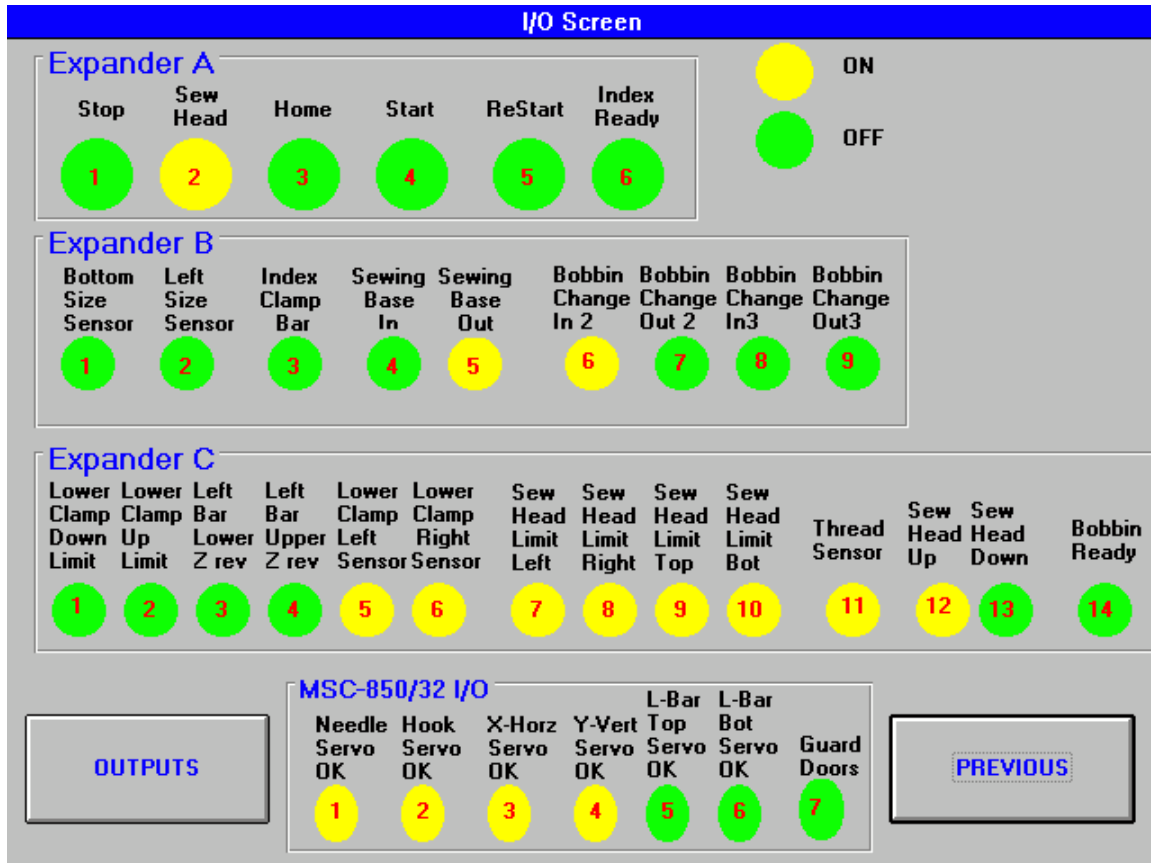 I/O Screen
Expander A
Stop
Sew
Head
Home
Start
ReStart
Index
Ready
1 2 3 4 5 6
ON
OFF
Expander B
Bottom
Size
Sensor
Left
Size
Sensor
Index
Clamp
Bar
Sewing
Base
In
Sewing
Base
Out
Bobbin
Change
In 2
Bobbin
Change
Out 2
Bobbin
Change
In3
Bobbin
Change
Out3
1 2 3 4 5 6 7 8 9
Expander C
Lower
Clamp
Down
Limit
Lower
Clamp
Up
Limit
Left
Bar
Lower
Z rev
Left
Bar
Upper
Z rev
Lower
Clamp
Left
Sensor
Lower
Clamp
Right
Sensor
Sew
Head
Limit
Left
Sew
Head
Limit
Right
Sew
Head
Limit
Top
Sew
Head
Limit
Bot
Thread
Sensor
Sew
Head
Up
Sew
Head
Down
Bobbin
Ready
1 2 3 4 5 6 7 8 9 10 11 12 13 14
MSC-850/32 I/O
Needle
Servo
OK
Hook
Servo
OK
X-Horz
Servo
OK
Y-Vert
Servo
OK
L-Bar
Top
Servo
OK
L-Bar
Bot
Servo
OK
Guard
Doors
1 2 3 4 5 6 7
OUTPUTS
PREVIOUS